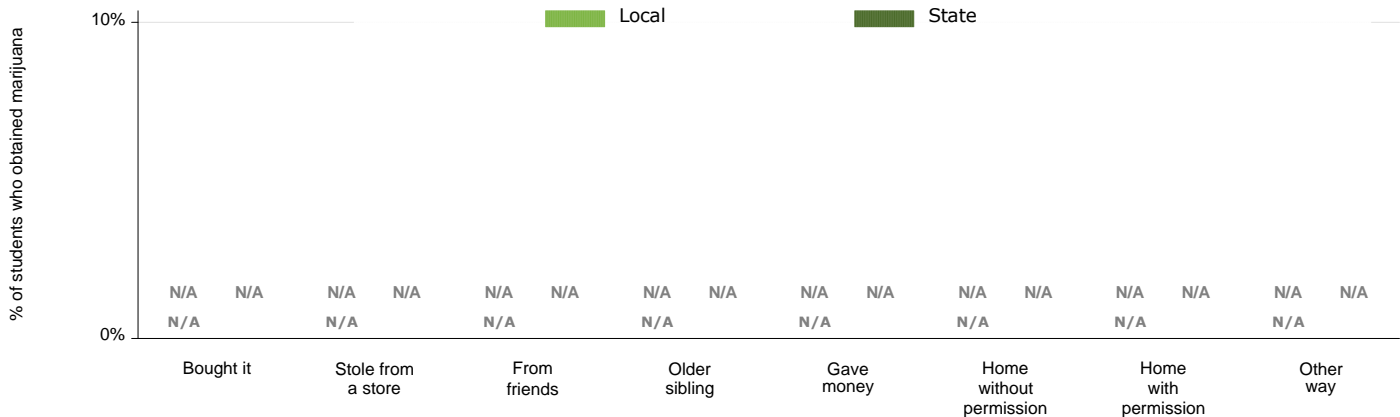 % of students who obtained marijuana
10%
Local State
N/A N/A N/A N/A N/A N/A N/A N/A N/A N/A N/A N/A N/A N/A N/A N/A
N/A N/A N/A N/A N/A N/A N/A N/A
0%
Bought it
Stole from
a store
From
friends
Older
sibling
Gave
money
Home
without
permission
Home
with
permission
Other
way